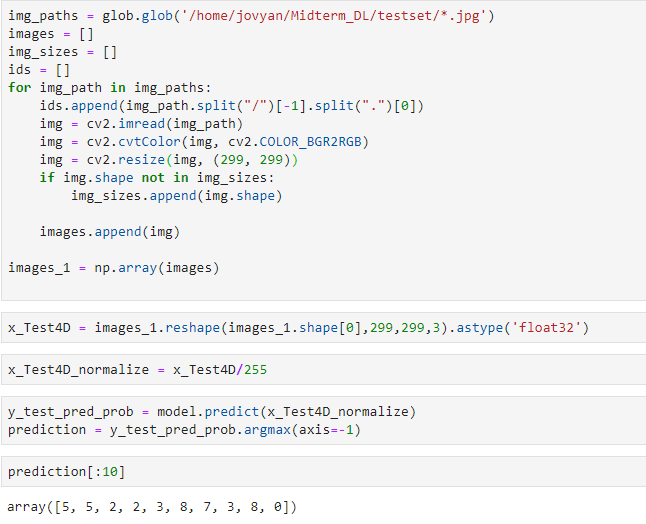 img_paths = glob.glob('/home/jovyan/Midterm_DL/testset/*.jpg')
images = []
img_sizes = []
ids = []
for img_path in img_paths:
    ids.append(img_path.split("/")[-1].split(".")[0])
    img = cv2.imread(img_path)
    img = cv2.cvtColor(img, cv2.COLOR_BGR2RGB)
    img = cv2.resize(img, (299, 299))
    if img.shape not in img_sizes:
        img_sizes.append(img.shape)

    images.append(img)

images_1 = np.array(images)

x_Test4D = images_1.reshape(images_1.shape[0],299,299,3).astype('float32')

x_Test4D_normalize = x_Test4D/255

y_test_pred_prob = model.predict(x_Test4D_normalize)
prediction = y_test_pred_prob.argmax(axis=-1)

prediction[:10]

array([5, 5, 2, 2, 3, 8, 7, 3, 8, 0])